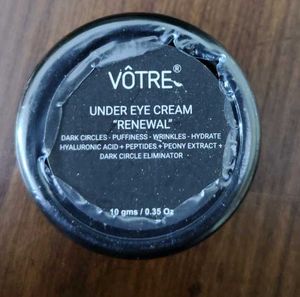 VÔTRE®
UNDER EYE CREAM
"RENEWAL"
DARK CIRCLES - PUFFINESS - WRINKLES - HYDRATE
HYALURONIC ACID + PEPTIDES + PEONY EXTRACT +
DARK CIRCLE ELIMINATOR
10 gms / 0.35 Oz